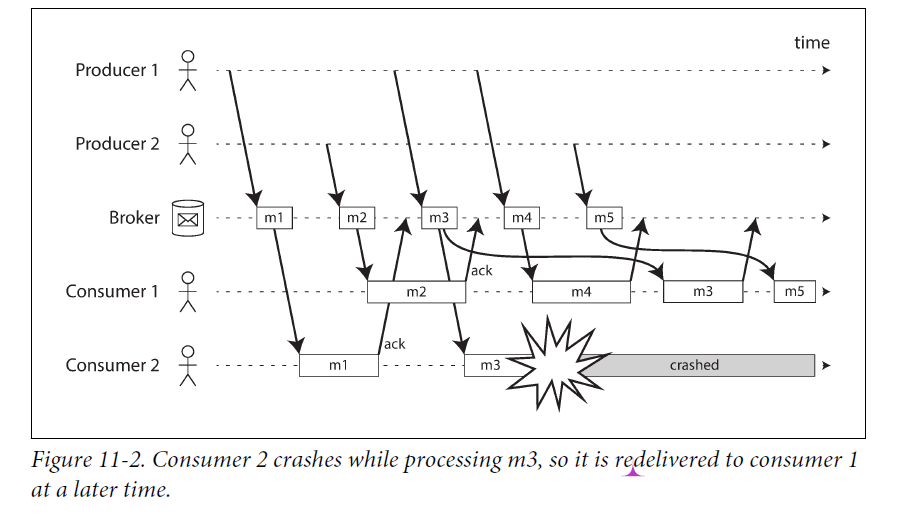 time
Producer 1
Producer 2
Broker m1 m2 m3 m4 m5
ack
Consumer 1 m2 m4 m3 m5
ack
Consumer 2 m1 m3 crashed
Figure 11-2. Consumer 2 crashes while processing m3, so it is redelivered to consumer 1
at a later time.